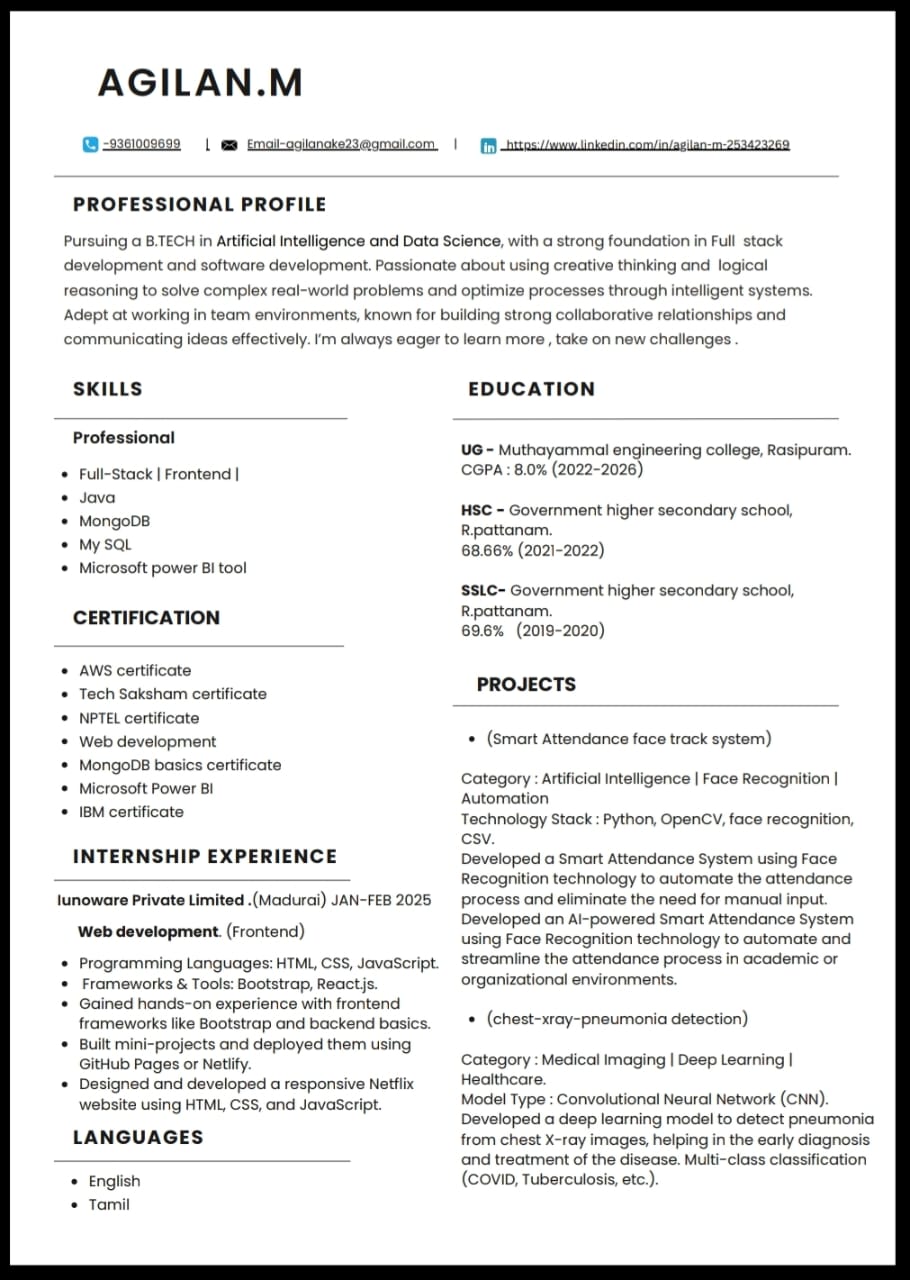 AGILAN.M
-9361009699 | Email-agilanake23@gmail.com | https://www.linkedin.com/in/agilan-m-253423269
PROFESSIONAL PROFILE
Pursuing a B.TECH in Artificial Intelligence and Data Science, with a strong foundation in Full stack
development and software development. Passionate about using creative thinking and logical
reasoning to solve complex real-world problems and optimize processes through intelligent systems.
Adept at working in team environments, known for building strong collaborative relationships and
communicating ideas effectively. I'm always eager to learn more , take on new challenges .
SKILLS
Professional
• Full-Stack | Frontend |
• Java
• MongoDB
• My SQL
• Microsoft power BI tool
CERTIFICATION
• AWS certificate
• Tech Saksham certificate
• NPTEL certificate
• Web development
• MongoDB basics certificate
• Microsoft Power BI
• IBM certificate
INTERNSHIP EXPERIENCE
Iunoware Private Limited .(Madurai) JAN-FEB 2025
Web development. (Frontend)
• Programming Languages: HTML, CSS, JavaScript.
• Frameworks & Tools: Bootstrap, React.js.
• Gained hands-on experience with frontend
frameworks like Bootstrap and backend basics.
• Built mini-projects and deployed them using
GitHub Pages or Netlify.
• Designed and developed a responsive Netflix
website using HTML, CSS, and JavaScript.
LANGUAGES
• English
• Tamil
EDUCATION
UG - Muthayammal engineering college, Rasipuram.
CGPA : 8.0% (2022-2026)
HSC - Government higher secondary school,
R.pattanam.
68.66% (2021-2022)
SSLC- Government higher secondary school,
R.pattanam.
69.6% (2019-2020)
PROJECTS
• (Smart Attendance face track system)
Category : Artificial Intelligence | Face Recognition |
Automation
Technology Stack : Python, OpenCV, face recognition,
CSV.
Developed a Smart Attendance System using Face
Recognition technology to automate the attendance
process and eliminate the need for manual input.
Developed an AI-powered Smart Attendance System
using Face Recognition technology to automate and
streamline the attendance process in academic or
organizational environments.
• (chest-xray-pneumonia detection)
Category : Medical Imaging | Deep Learning |
Healthcare.
Model Type : Convolutional Neural Network (CNN).
Developed a deep learning model to detect pneumonia
from chest X-ray images, helping in the early diagnosis
and treatment of the disease. Multi-class classification
(COVID, Tuberculosis, etc.).